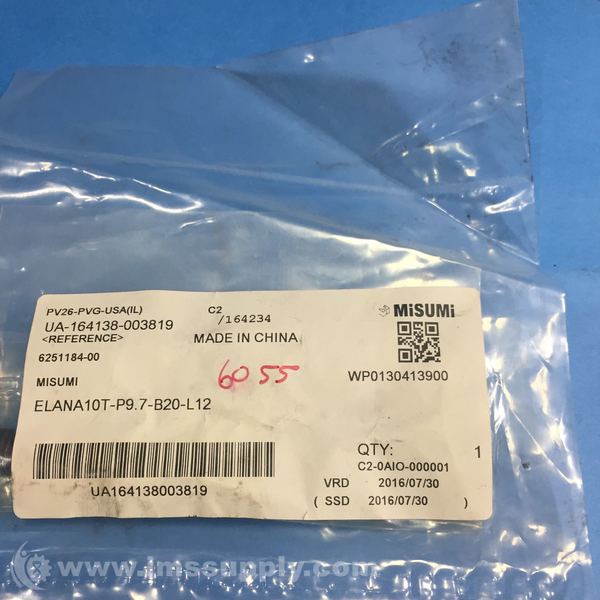 PV26-PVG-USA(IL) C2
UA-164138-003819 /164234
<REFERENCE> MADE IN CHINA
MiSUMi
6251184-00
6055
WP0130413900
MISUMI
ELANA10T-P9.7-B20-L12
QTY: 1
C2-0AIO-000001
VRD 2016/07/30
( SSD 2016/07/30 )
UA164138003819
www.imssupply.com